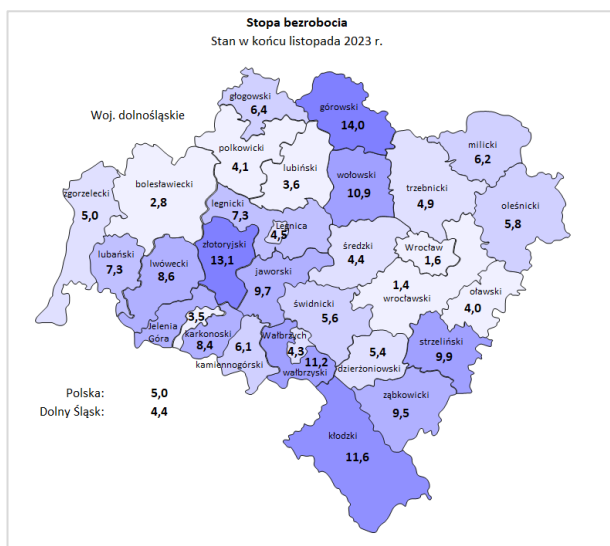 Stopa bezrobocia
Stan w końcu listopada 2023 r.
Woj. dolnośląskie
głogowski
6,4
górowski
14,0
polkowicki
4,1
lubiński
3,6
wołowski
10,9
milicki
6,2
trzebnicki
4,9
oleśnicki
5,8
zgorzelecki
5,0
bolesławiecki
2,8
legnicki
7,3
Legnica
4,5
złotoryjski
13,1
lubański
7,3
lwówecki
8,6
jaworski
9,7
średzki
4,4
Wrocław
1,6
1,4
wrocławski
oławski
4,0
świdnicki
5,6
3,5
Jelenia
Góra
karkonoski
8,4
6,1
kamiennogórski
Wałbrzych
4,3
11,2
wałbrzyski
5,4
dzierżoniowski
strzeliński
9,9
ząbkowicki
9,5
kłodzki
11,6
Polska: 5,0
Dolny Śląsk: 4,4